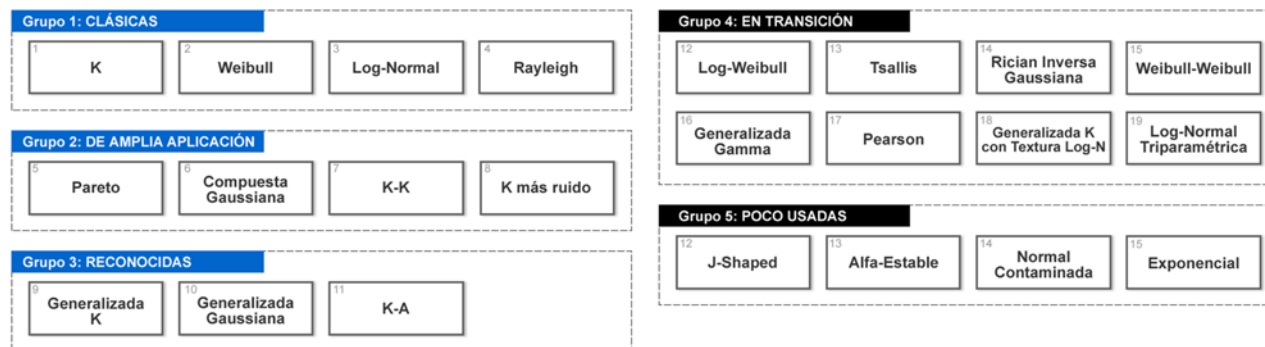 Grupo 1: CLÁSICAS
1
K
2
Weibull
3
Log-Normal
4
Rayleigh
Grupo 2: DE AMPLIA APLICACIÓN
5
Pareto
6
Compuesta
Gaussiana
7
K-K
8
K más ruido
Grupo 3: RECONOCIDAS
9
Generalizada
K
10
Generalizada
Gaussiana
11
K-A
Grupo 4: EN TRANSICIÓN
12
Log-Weibull
13
Tsallis
14
Rician Inversa
Gaussiana
15
Weibull-Weibull
16
Generalizada
Gamma
17
Pearson
18
Generalizada K
con Textura Log-N
19
Log-Normal
Triparamétrica
Grupo 5: POCO USADAS
12
J-Shaped
13
Alfa-Estable
14
Normal
Contaminada
15
Exponencial